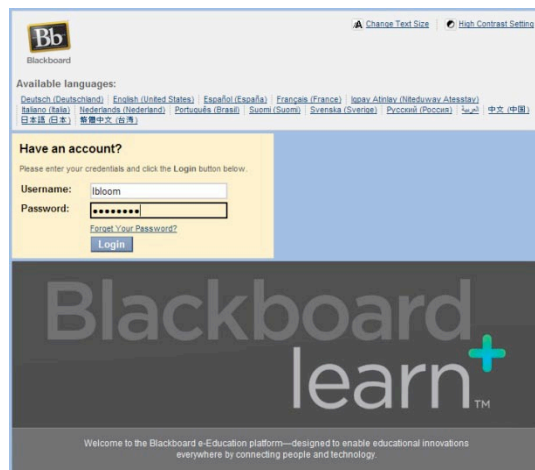 Change Text Size | High Contrast Setting
Bb
Blackboard
Available languages:
Deutsch (Deutschland) | English (United States) | Español (España) | Français (France) | Igpay Atinlay (Niteduway Atesstay)
Italiano (Italia) | Nederlands (Nederland) | Português (Brasil) | Suomi (Suomi) | Svenska (Sverige) | Русский (Россия) | العربية | 中文 (中国)
日本語 (日本) | 繁體中文 (台湾)
Have an account?
Please enter your credentials and click the Login button below.
Username: lbloom
Password: ••••••••
Forget Your Password?
Login
Blackboard
learn+™
Welcome to the Blackboard e-Education platform—designed to enable educational innovations
everywhere by connecting people and technology.